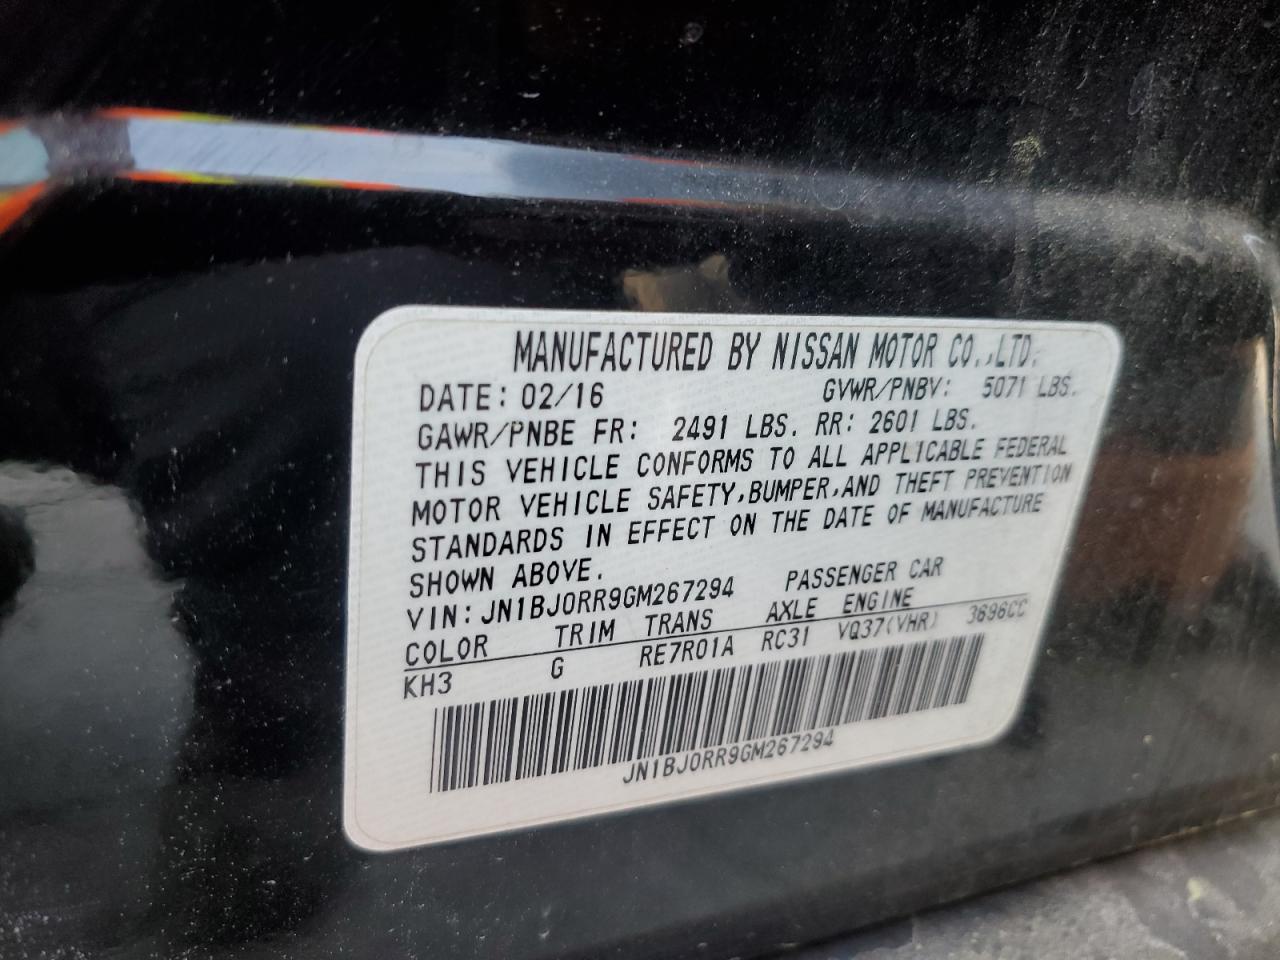 MANUFACTURED BY NISSAN MOTOR CO.,LTD.
DATE: 02/16 GVWR/PNBV: 5071 LBS.
GAWR/PNBE FR: 2491 LBS. RR: 2601 LBS.
THIS VEHICLE CONFORMS TO ALL APPLICABLE FEDERAL
MOTOR VEHICLE SAFETY,BUMPER,AND THEFT PREVENTION
STANDARDS IN EFFECT ON THE DATE OF MANUFACTURE
SHOWN ABOVE.
VIN: JN1BJ0RR9GM267294 PASSENGER CAR
COLOR TRIM TRANS AXLE ENGINE
KH3 G RE7R01A RC31 VQ37(VHR) 3696CC
JN1BJ0RR9GM267294